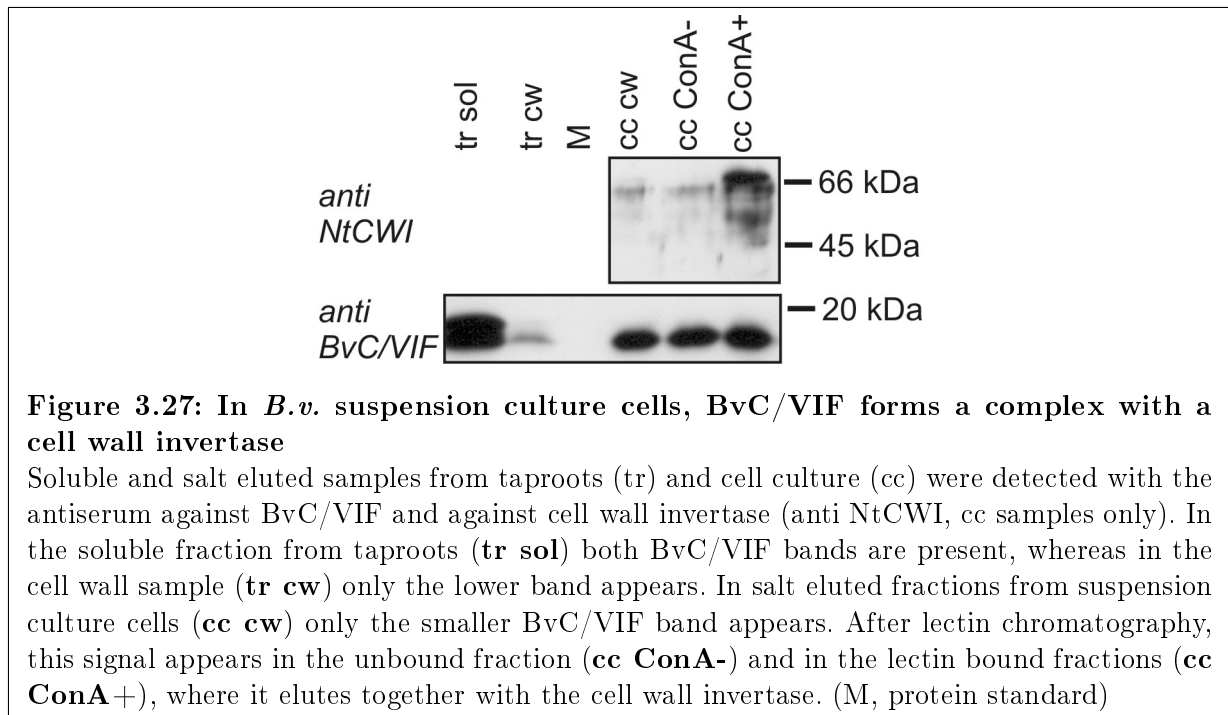 tr sol
tr cw
M
cc cw
cc ConA-
cc ConA+
anti
NtCWI
66 kDa
45 kDa
anti
BvC/VIF
20 kDa
Figure 3.27: In B.v. suspension culture cells, BvC/VIF forms a complex with a
cell wall invertase
Soluble and salt eluted samples from taproots (tr) and cell culture (cc) were detected with the
antiserum against BvC/VIF and against cell wall invertase (anti NtCWI, cc samples only). In
the soluble fraction from taproots (tr sol) both BvC/VIF bands are present, whereas in the
cell wall sample (tr cw) only the lower band appears. In salt eluted fractions from suspension
culture cells (cc cw) only the smaller BvC/VIF band appears. After lectin chromatography,
this signal appears in the unbound fraction (cc ConA-) and in the lectin bound fractions (cc
ConA+), where it elutes together with the cell wall invertase. (M, protein standard)